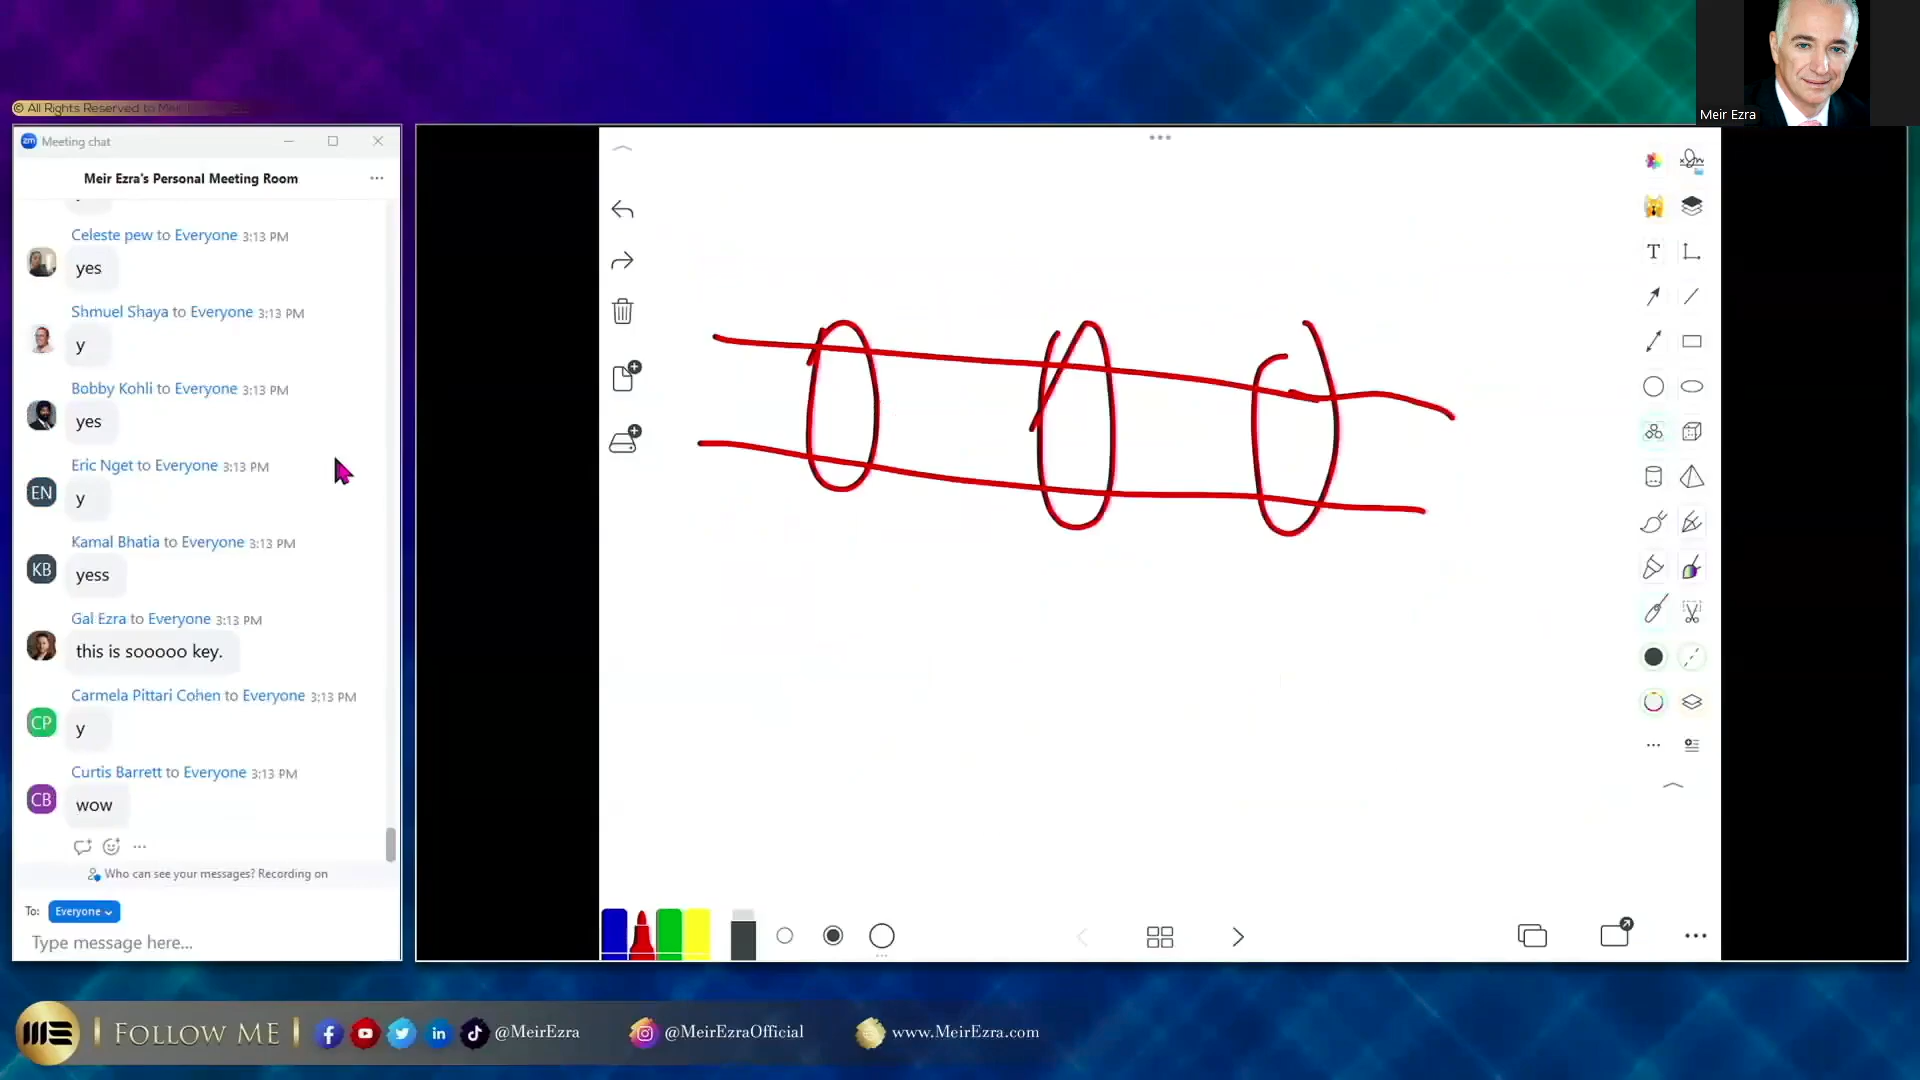 © All Rights Reserved to Meir
Meir Ezra
zm Meeting chat
Meir Ezra's Personal Meeting Room
Celeste pew to Everyone 3:13 PM
yes
Shmuel Shaya to Everyone 3:13 PM
y
Bobby Kohli to Everyone 3:13 PM
yes
Eric Nget to Everyone 3:13 PM
EN
y
Kamal Bhatia to Everyone 3:13 PM
KB
yess
Gal Ezra to Everyone 3:13 PM
this is sooooo key.
Carmela Pittari Cohen to Everyone 3:13 PM
CP
y
Curtis Barrett to Everyone 3:13 PM
CB
wow
Who can see your messages? Recording on
To: Everyone
Type message here...
T
ME FOLLOW ME @MeirEzra @MeirEzraOfficial www.MeirEzra.com